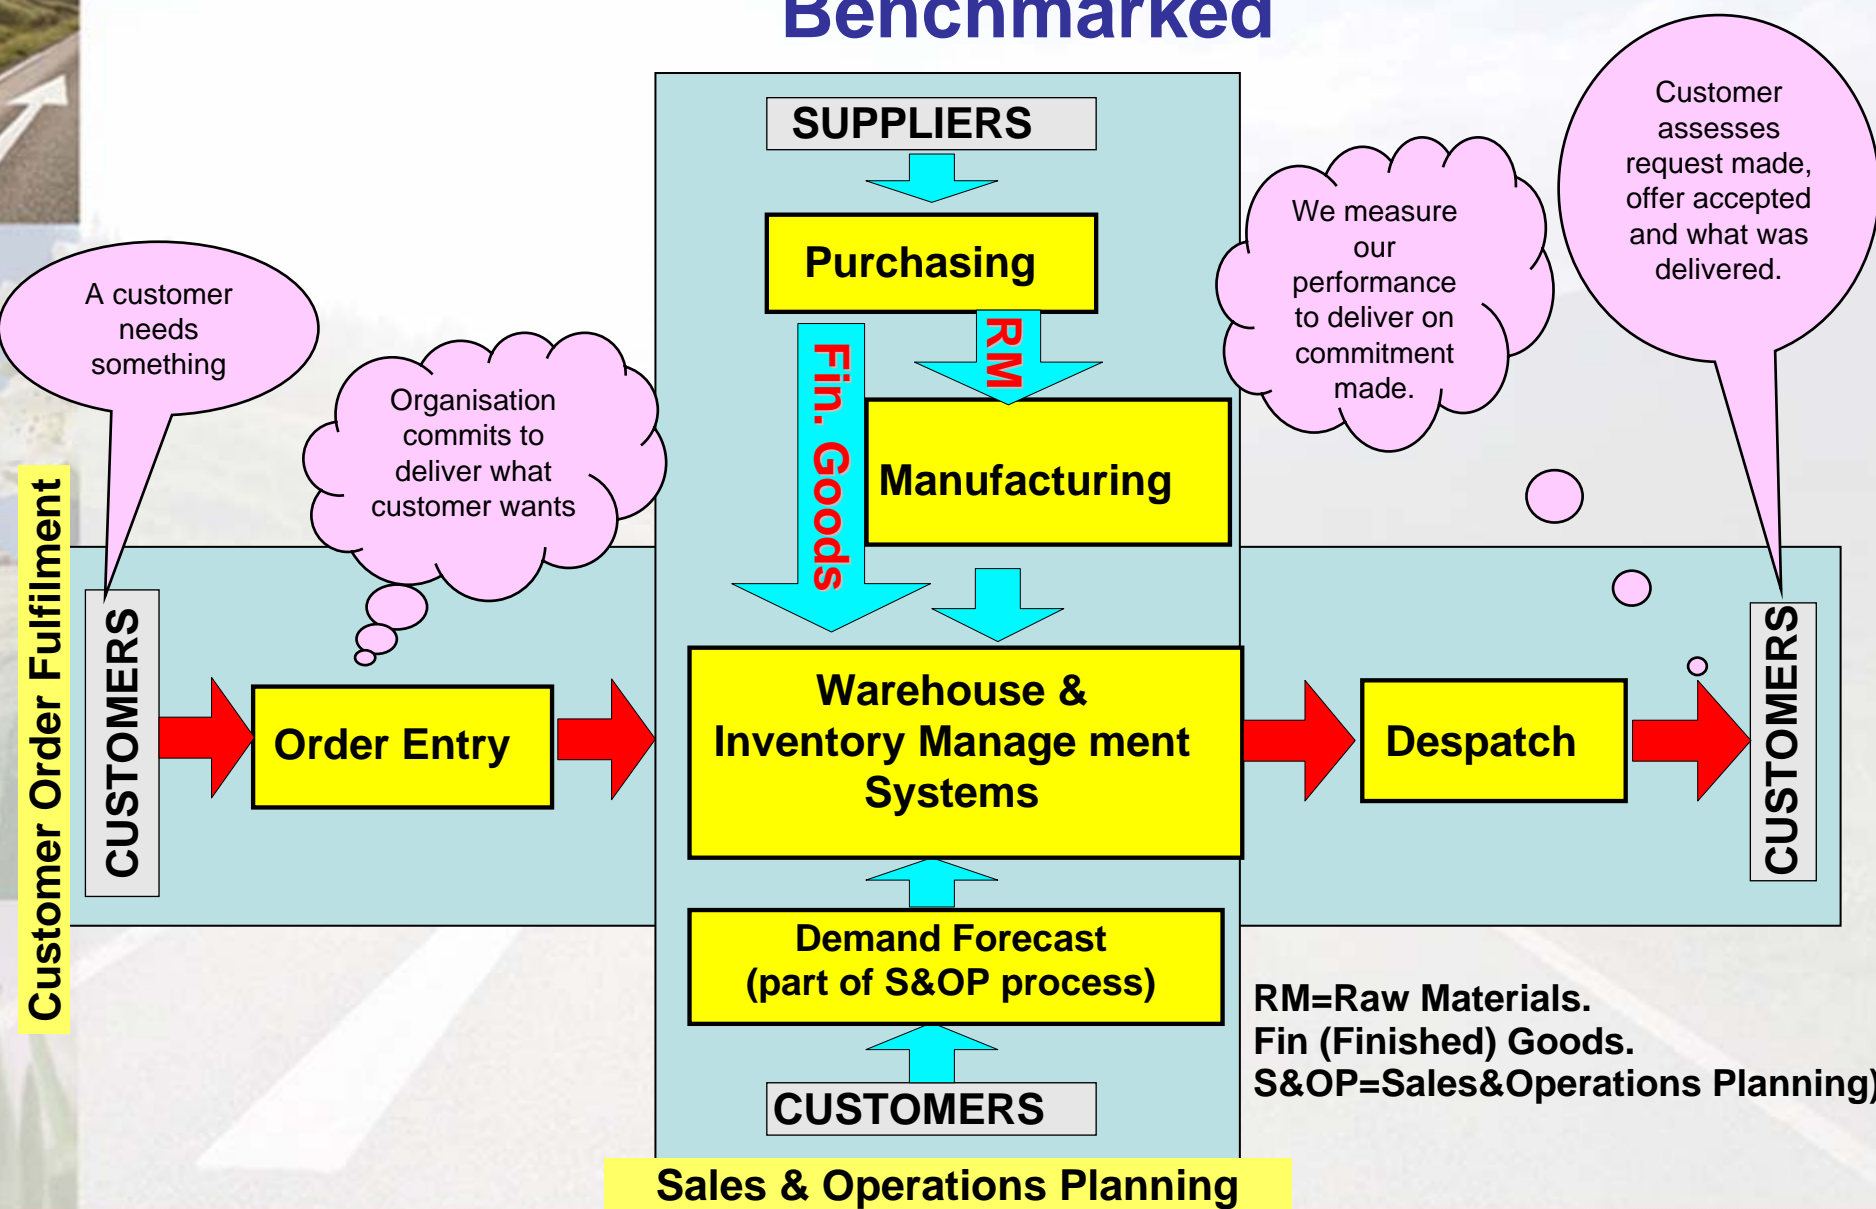 Benchmarked
SUPPLIERS
Customer
assesses
request made,
offer accepted
and what was
delivered.
We measure
our
performance
to deliver on
commitment
made.
Purchasing
A customer
needs
something
RM
Fin. Goods
Organisation
commits to
deliver what
customer wants
Manufacturing
Customer Order Fulfilment
CUSTOMERS
Order Entry
Warehouse &
Inventory Manage ment
Systems
Despatch
CUSTOMERS
Demand Forecast
(part of S&OP process)
RM=Raw Materials.
Fin (Finished) Goods.
S&OP=Sales&Operations Planning)
CUSTOMERS
Sales & Operations Planning